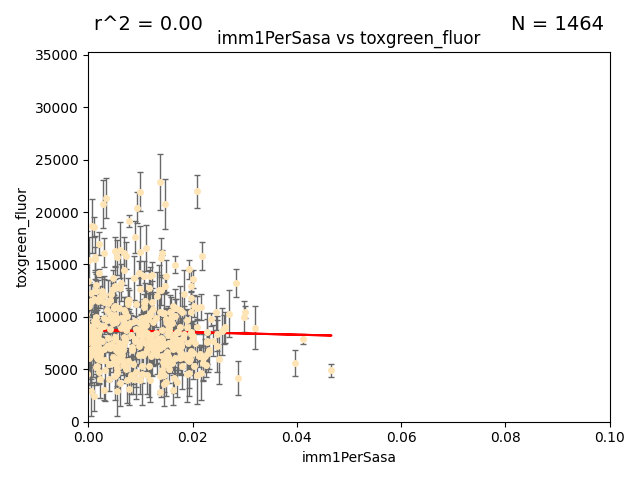 r^2 = 0.00
N = 1464
imm1PerSasa vs toxgreen_fluor
35000
30000
25000
20000
15000
10000
5000
0
toxgreen_fluor
0.00
0.02
0.04
0.06
0.08
0.10
imm1PerSasa